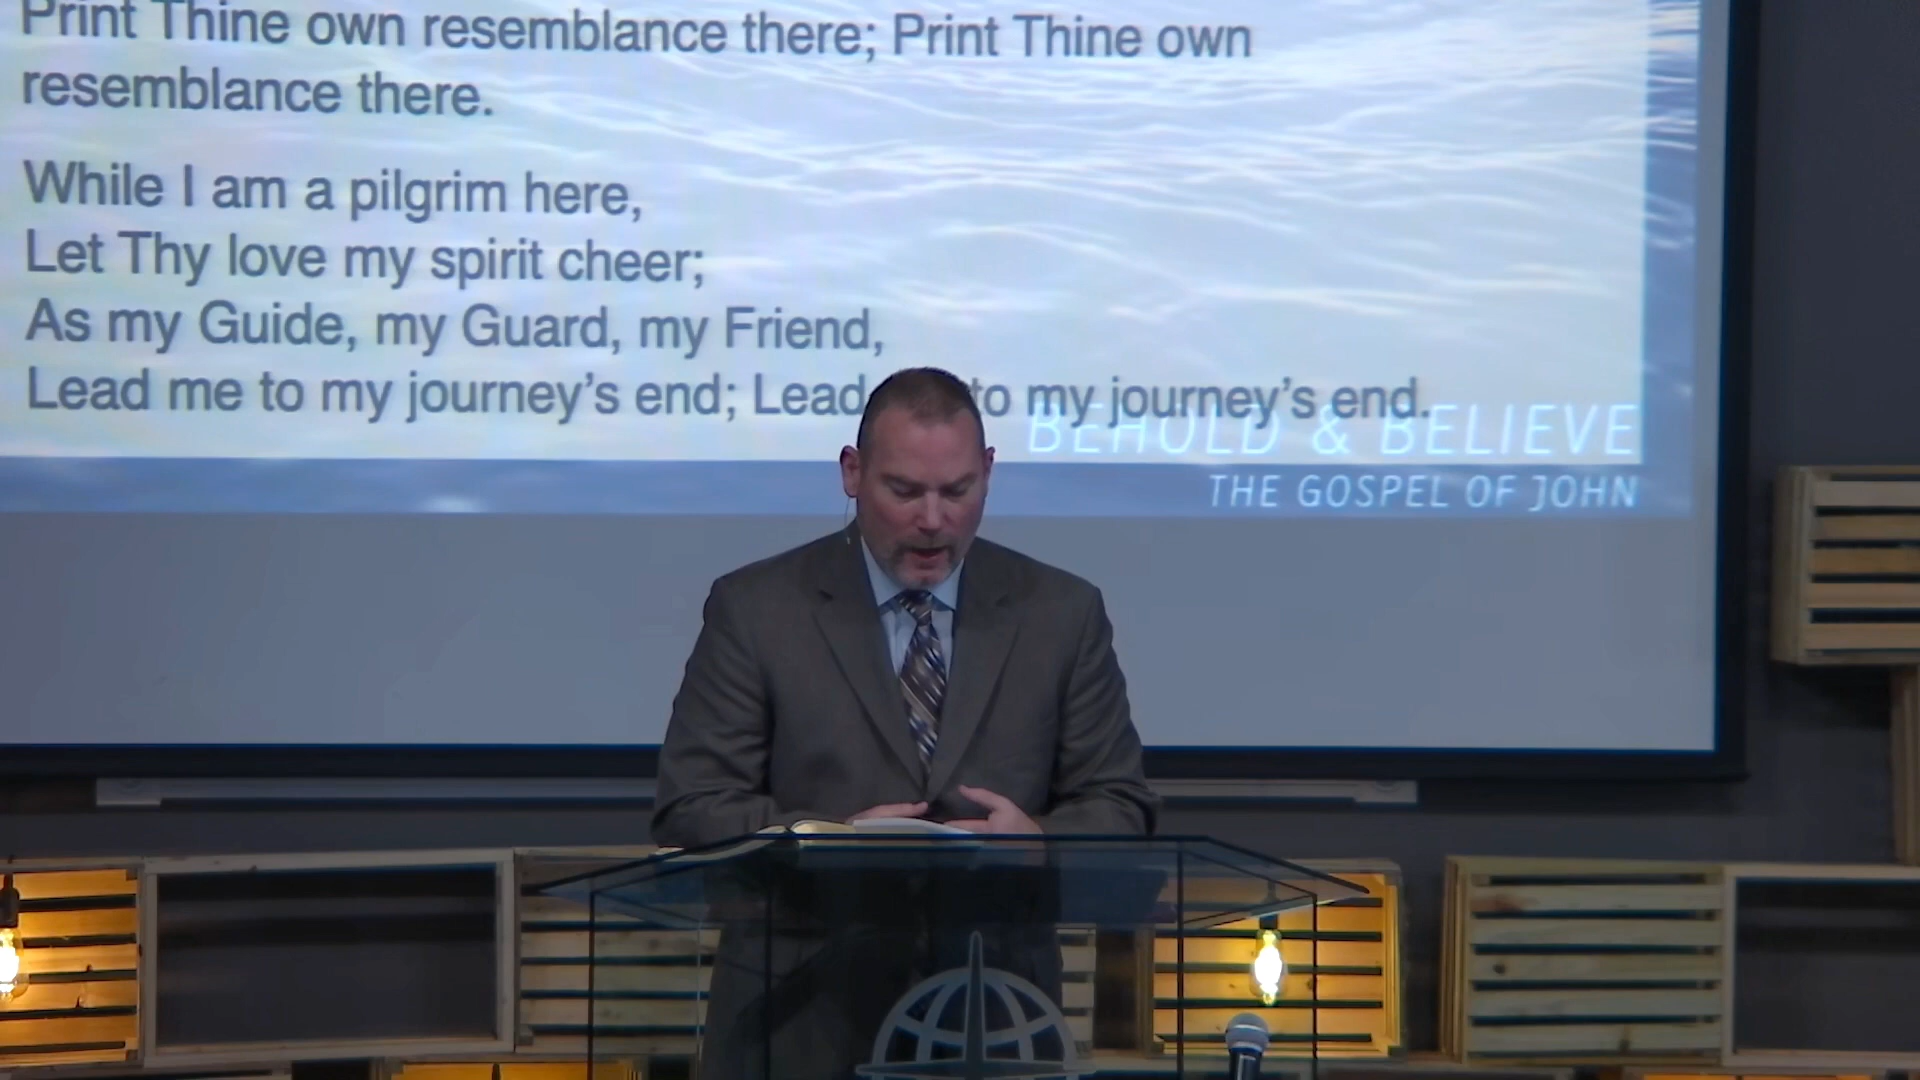 Print Thine own resemblance there; Print Thine own
resemblance there.
While I am a pilgrim here,
Let Thy love my spirit cheer;
As my Guide, my Guard, my Friend,
Lead me to my journey’s end; Lead to my journey’s end.
BEHOLD & BELIEVE
THE GOSPEL OF JOHN